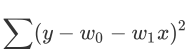 ∑(y − w₀ − w₁x)²